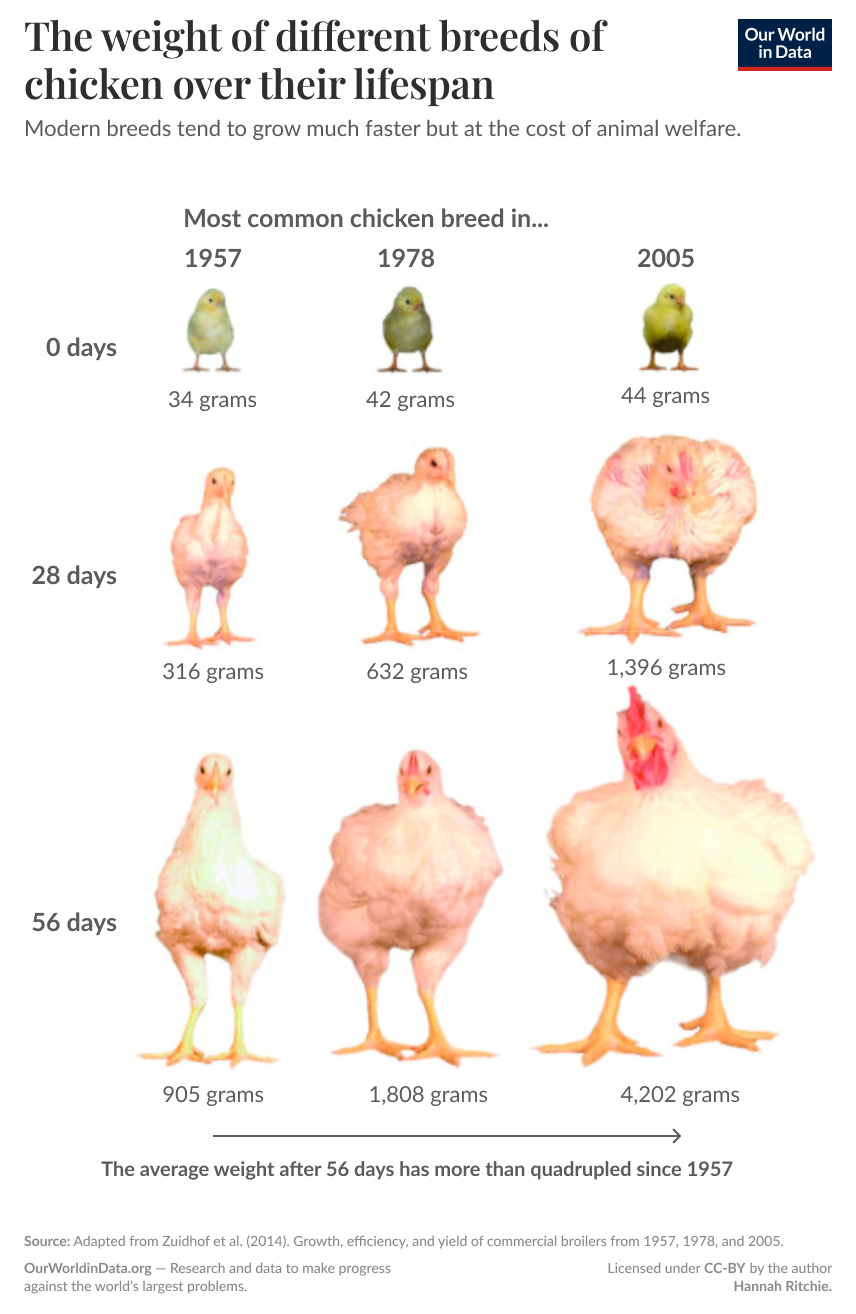 The weight of different breeds of
chicken over their lifespan
Our World
in Data
Modern breeds tend to grow much faster but at the cost of animal welfare.
Most common chicken breed in...
1957 1978 2005
0 days
34 grams 42 grams 44 grams
28 days
316 grams 632 grams 1,396 grams
56 days
905 grams 1,808 grams 4,202 grams
The average weight after 56 days has more than quadrupled since 1957
Source: Adapted from Zuidhof et al. (2014). Growth, efficiency, and yield of commercial broilers from 1957, 1978, and 2005.
OurWorldinData.org — Research and data to make progress
against the world's largest problems.
Licensed under CC-BY by the author
Hannah Ritchie.